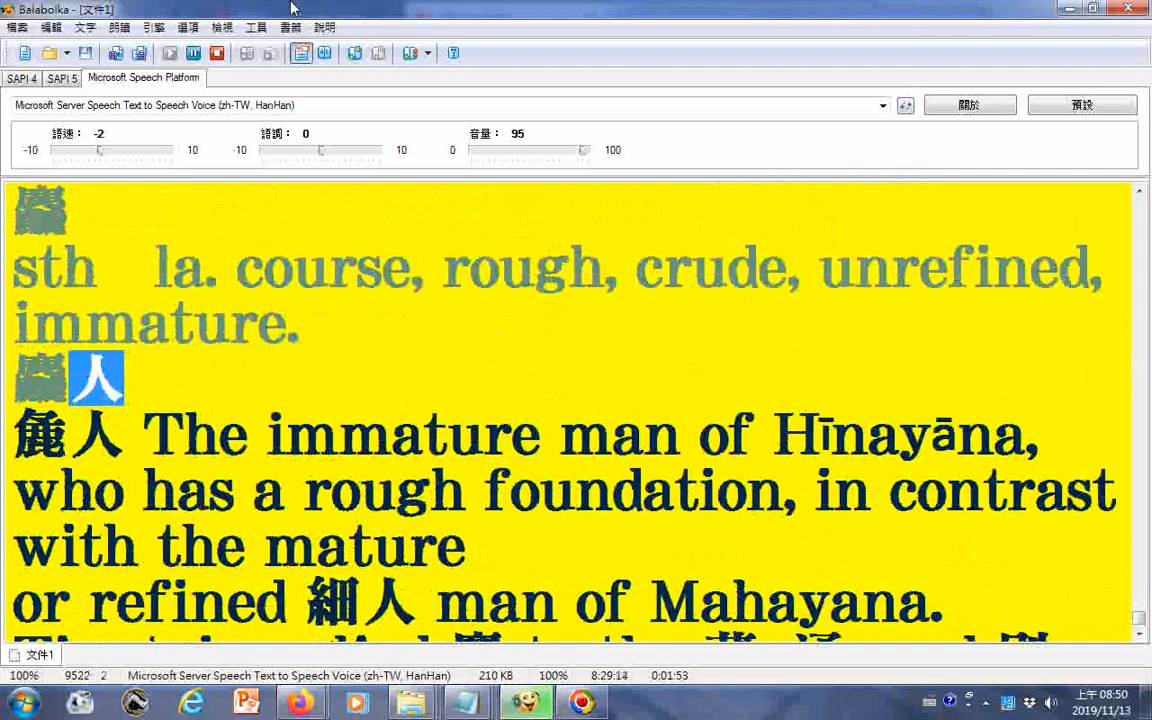 Balabolka - [文件1]
檔案 編輯 文字 朗讀 引擎 選項 檢視 工具 書籤 說明
SAPI 4 SAPI 5 Microsoft Speech Platform
Microsoft Server Speech Text to Speech Voice (zh-TW, HanHan) 關於 預設
語速： -2 語調： 0 音量： 95
-10 10 -10 10 0 100
麤
sth la. course, rough, crude, unrefined,
immature.
麤人
麁人 The immature man of Hīnayāna,
who has a rough foundation, in contrast
with the mature
or refined 細人 man of Mahayana.
文件1
100% 9522 2 Microsoft Server Speech Text to Speech Voice (zh-TW, HanHan) 210 KB 100% 8:29:14 0:01:53
上午 08:50
2019/11/13